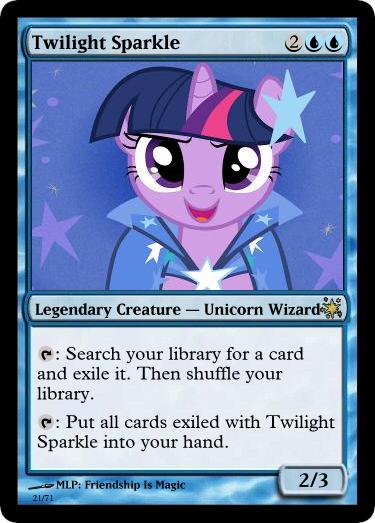 Twilight Sparkle 2
Legendary Creature — Unicorn Wizard
: Search your library for a card
and exile it. Then shuffle your
library.
: Put all cards exiled with Twilight
Sparkle into your hand.
MLP: Friendship Is Magic
2/3
21/71